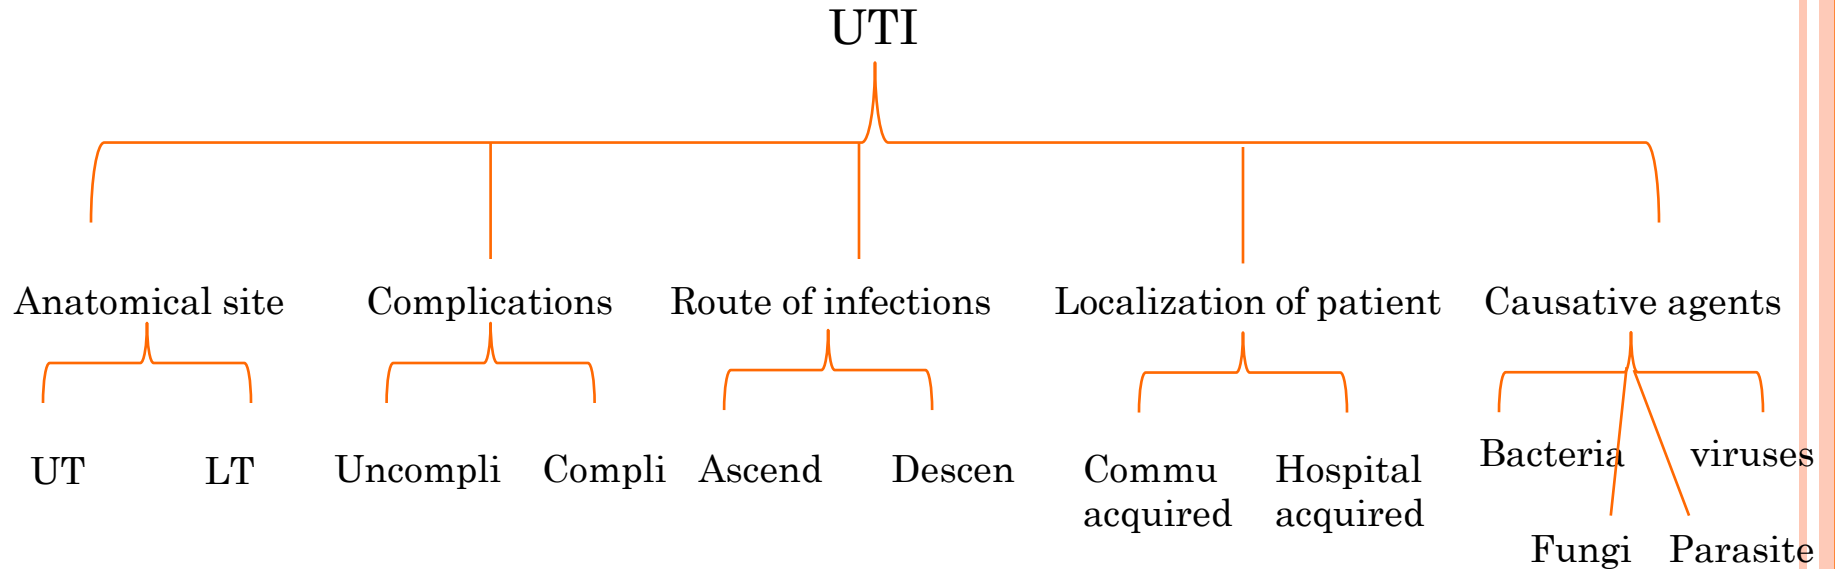 UTI
Anatomical site
Complications
Route of infections
Localization of patient
Causative agents
UT
LT
Uncompli
Compli
Ascend
Descen
Commu
acquired
Hospital
acquired
Bacteria
viruses
Fungi
Parasite